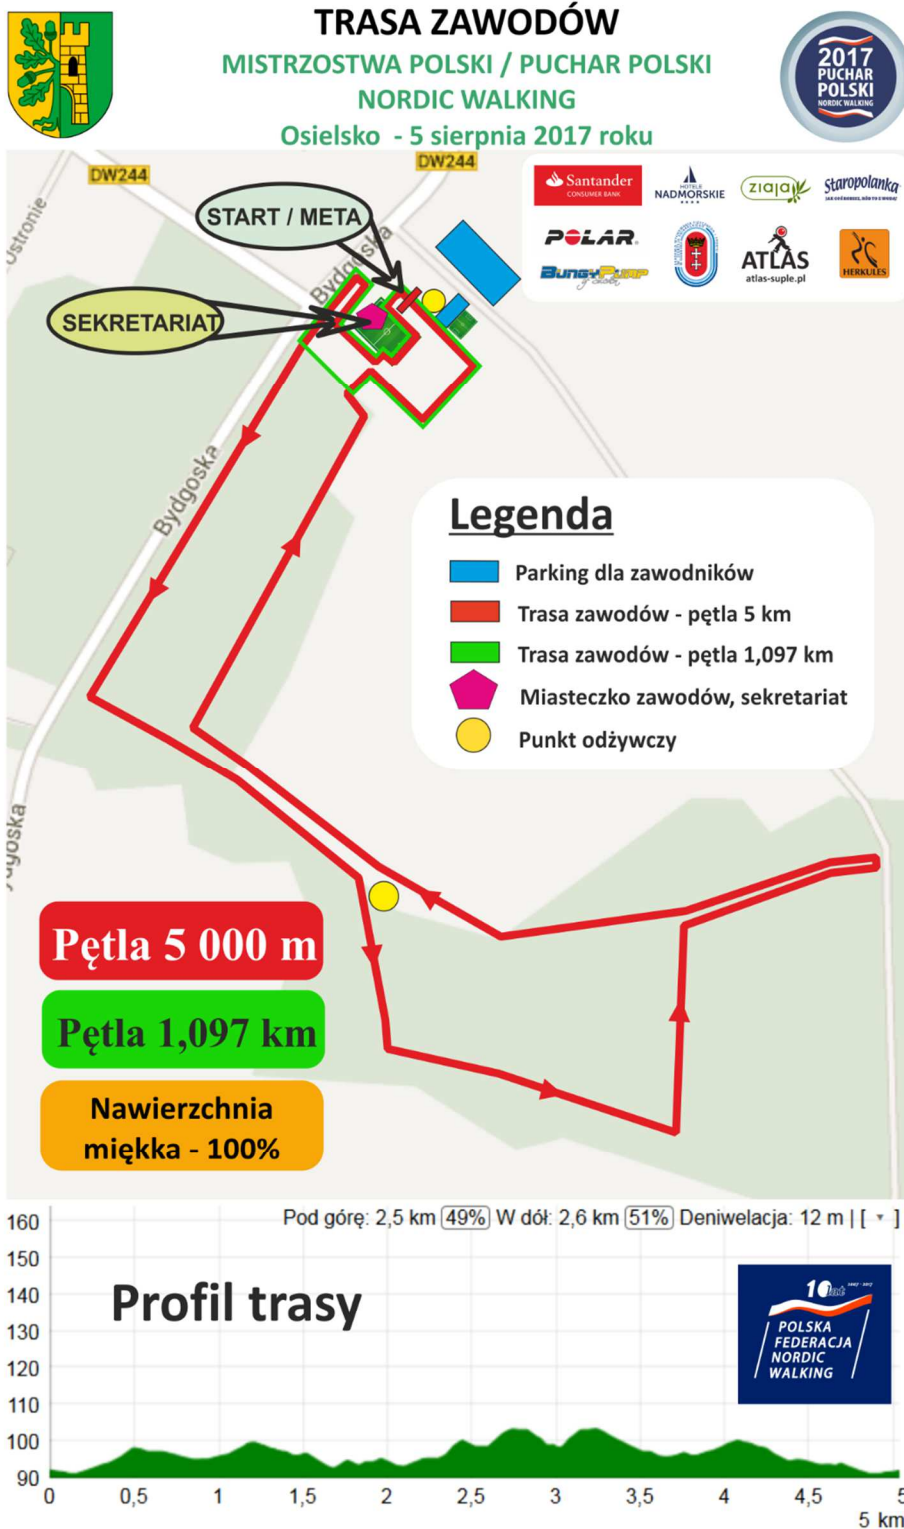 TRASA ZAWODÓW
MISTRZOSTWA POLSKI / PUCHAR POLSKI
NORDIC WALKING
Osielsko - 5 sierpnia 2017 roku
2017
PUCHAR
POLSKI
NORDIC WALKING
DW244
DW244
Ustronie
START / META
Bydgoska
SEKRETARIAT
Santander
CONSUMER BANK
HOTELE
NADMORSKIE
ziaja
Staropolanka
POLAR
BungyPump
ATLAS
atlas-suple.pl
HERKULES
Bydgoska
Legenda
Parking dla zawodników
Trasa zawodów - pętla 5 km
Trasa zawodów - pętla 1,097 km
Miasteczko zawodów, sekretariat
Punkt odżywczy
ydgoska
Pętla 5 000 m
Pętla 1,097 km
Nawierzchnia
miękka - 100%
Pod górę: 2,5 km 49% W dół: 2,6 km 51% Deniwelacja: 12 m | [ ]
Profil trasy
10 lat 2007 - 2017
POLSKA
FEDERACJA
NORDIC
WALKING
160
150
140
130
120
110
100
90
0 0,5 1 1,5 2 2,5 3 3,5 4 4,5 5
5 km